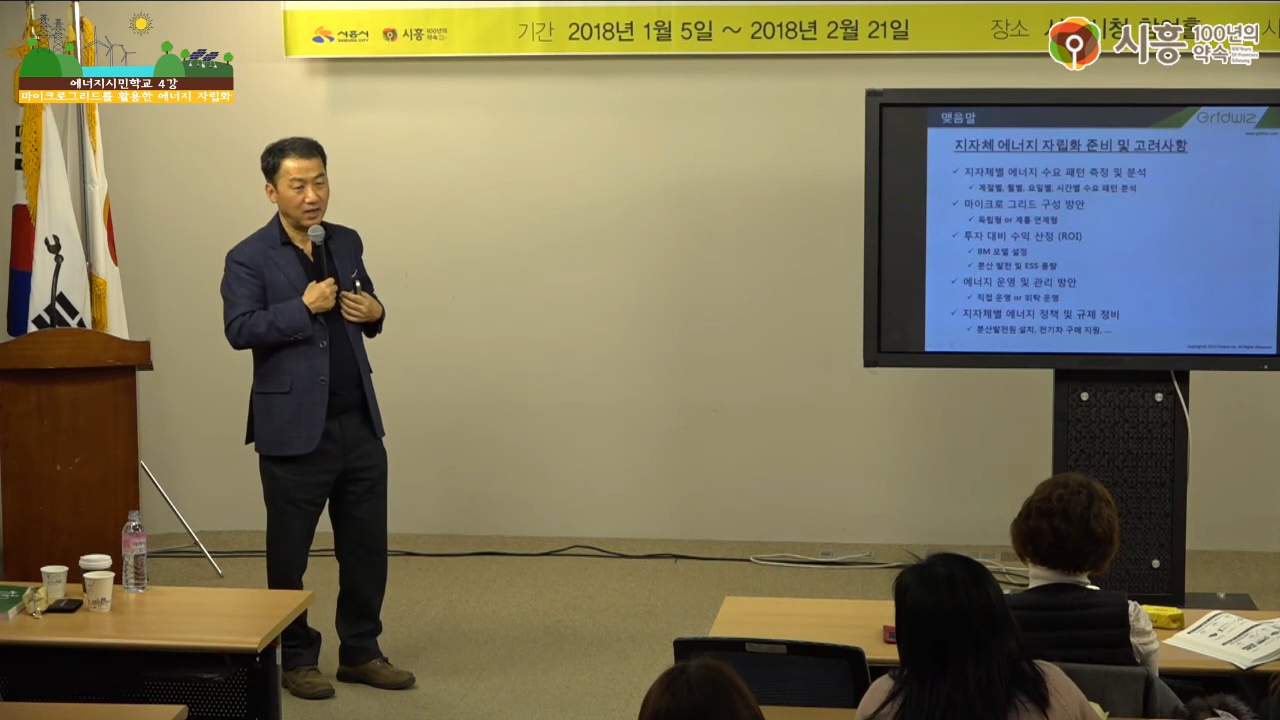 에너지시민학교 4강
마이크로그리드를 활용한 에너지 자립화
시흥시
SIHEUNG CITY
시흥 100년의 약속
기간 2018년 1월 5일 ~ 2018년 2월 21일
장소
시흥 100년의 약속
맺음말
Gridwiz
지자체 에너지 자립화 준비 및 고려사항
✓ 지자체별 에너지 수요 패턴 측정 및 분석
✓ 계절별, 월별, 요일별, 시간별 수요 패턴 분석
✓ 마이크로 그리드 구성 방안
✓ 독립형 or 계통 연계형
✓ 투자 대비 수익 산정 (ROI)
✓ BM 모델 설정
✓ 분산 발전 및 ESS 용량
✓ 에너지 운영 및 관리 방안
✓ 직접 운영 or 위탁 운영
✓ 지자체별 에너지 정책 및 규제 정비
✓ 분산발전원 설치, 전기차 구매 지원, ...